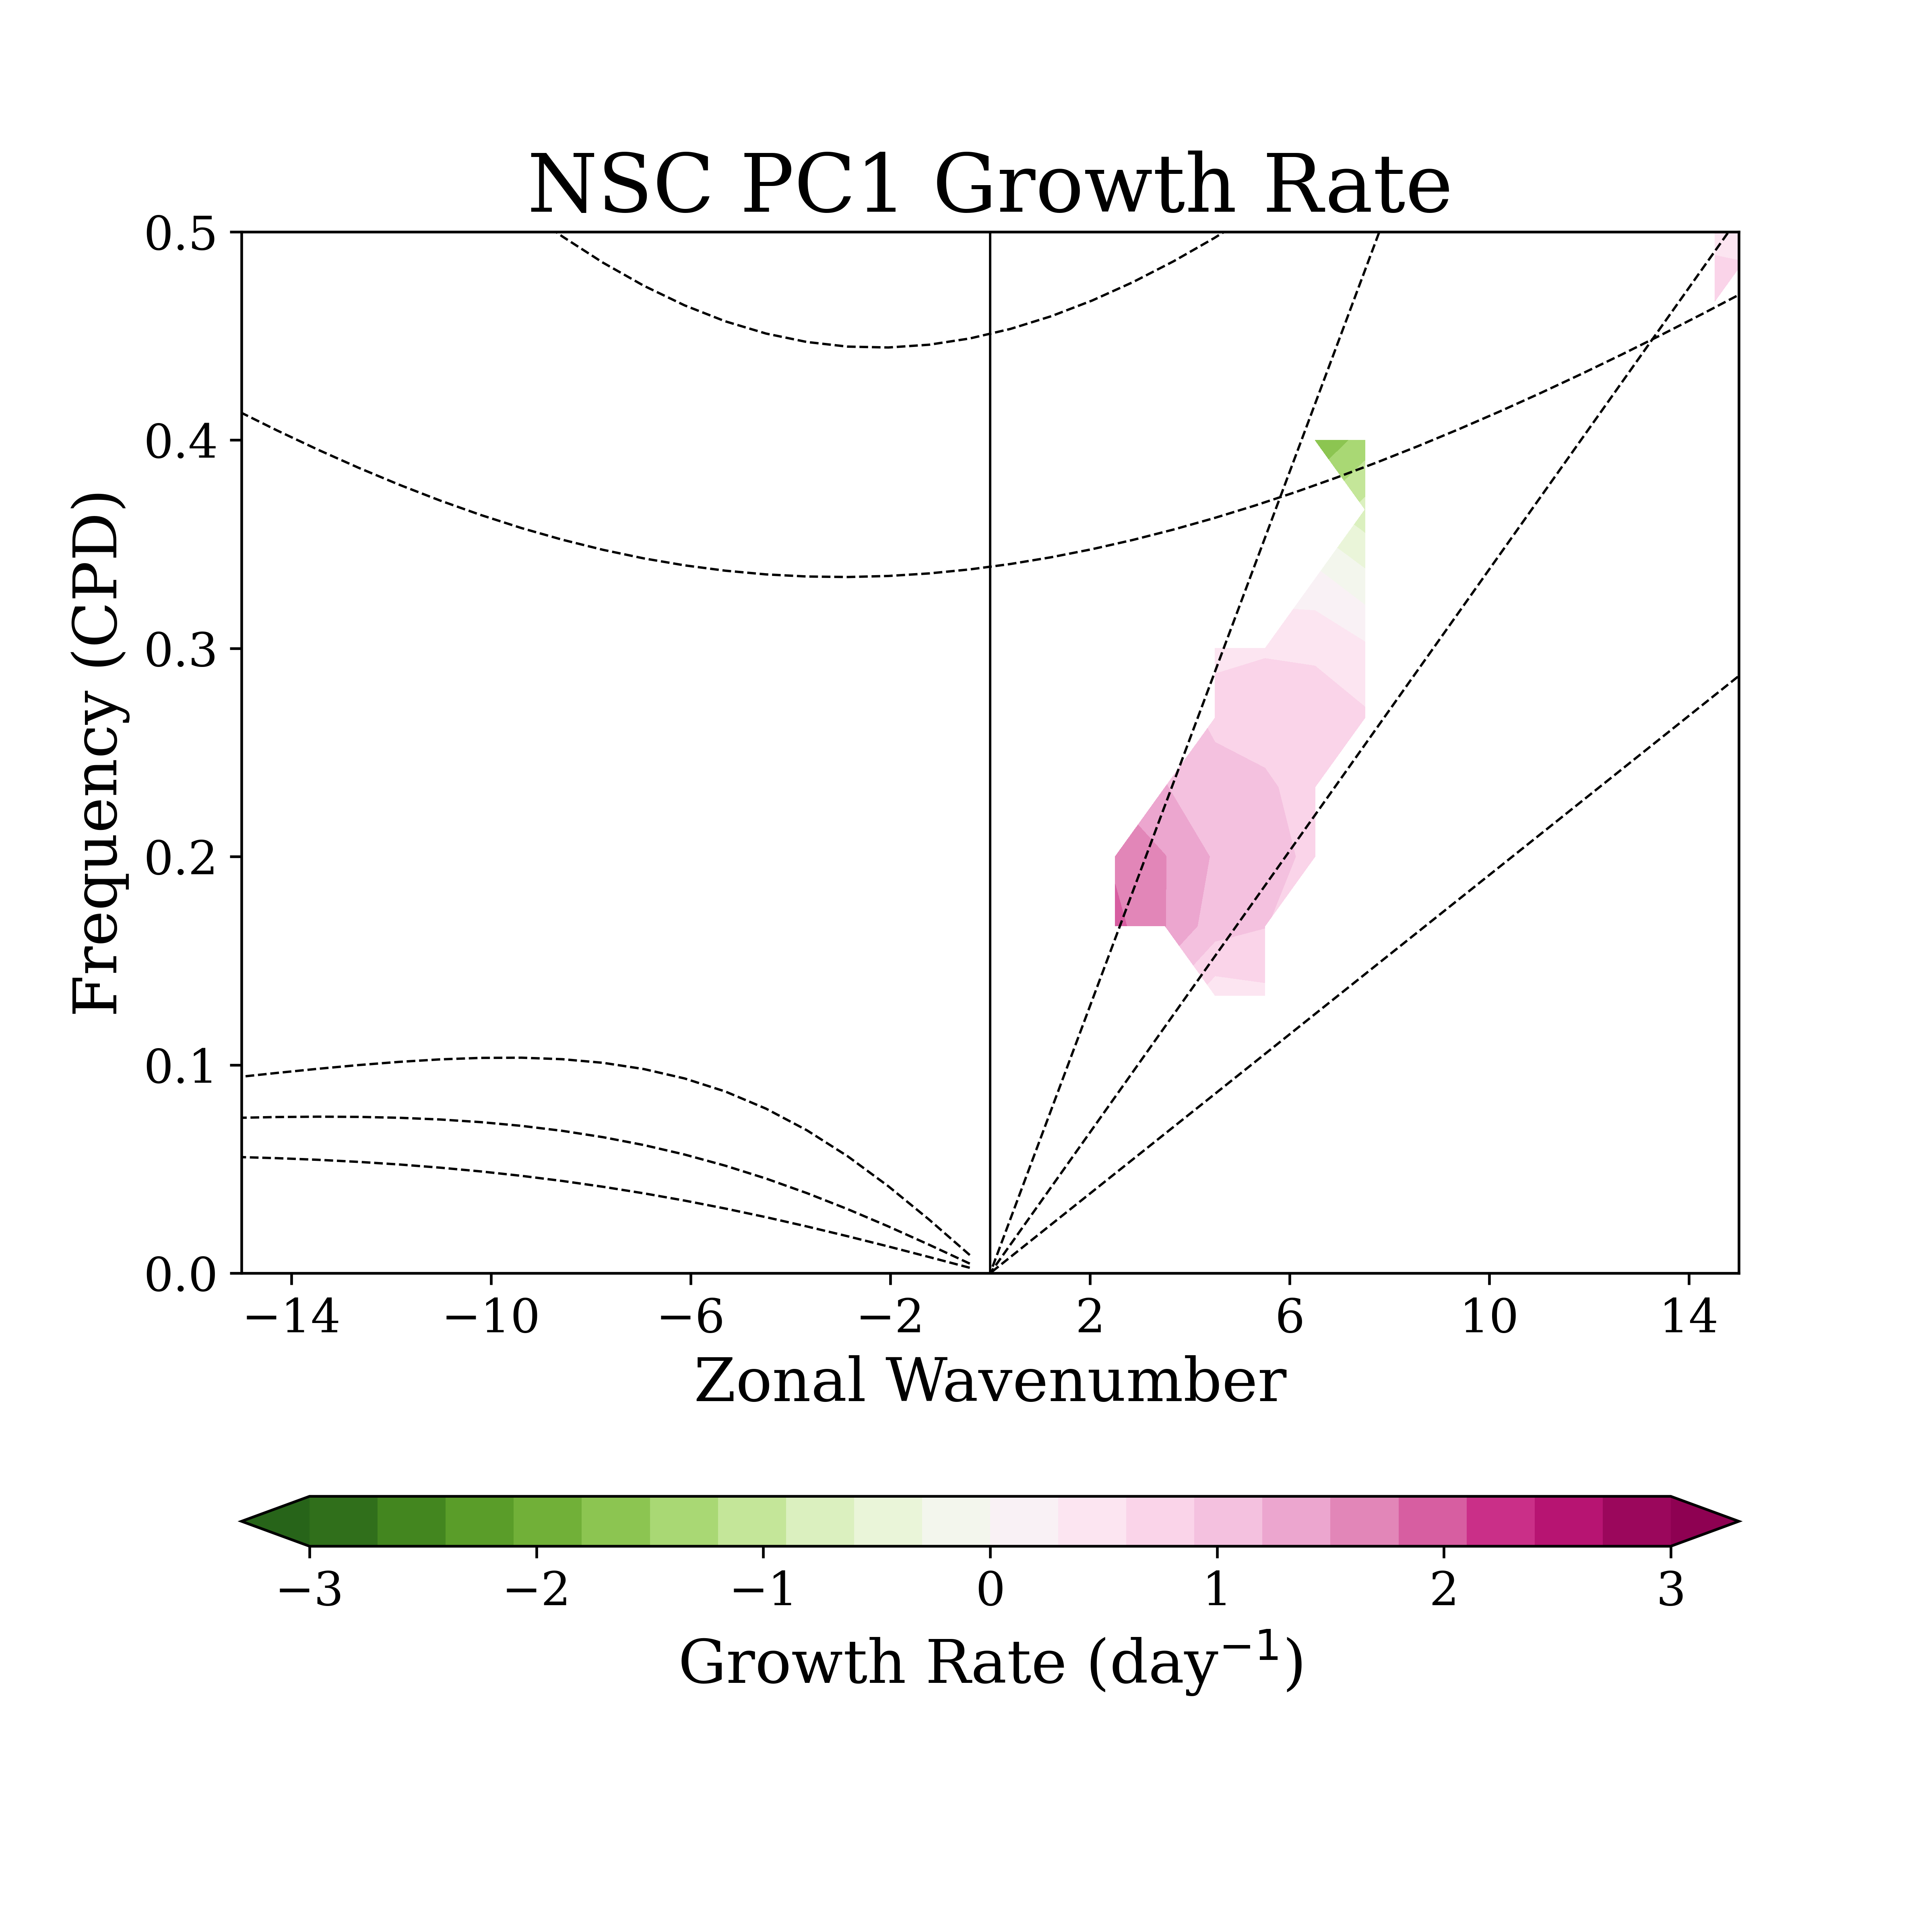 NSC PC1 Growth Rate
0.5
0.4
0.3
0.2
0.1
0.0
Frequency (CPD)
−14 −10 −6 −2 2 6 10 14
Zonal Wavenumber
−3 −2 −1 0 1 2 3
Growth Rate (day⁻¹)